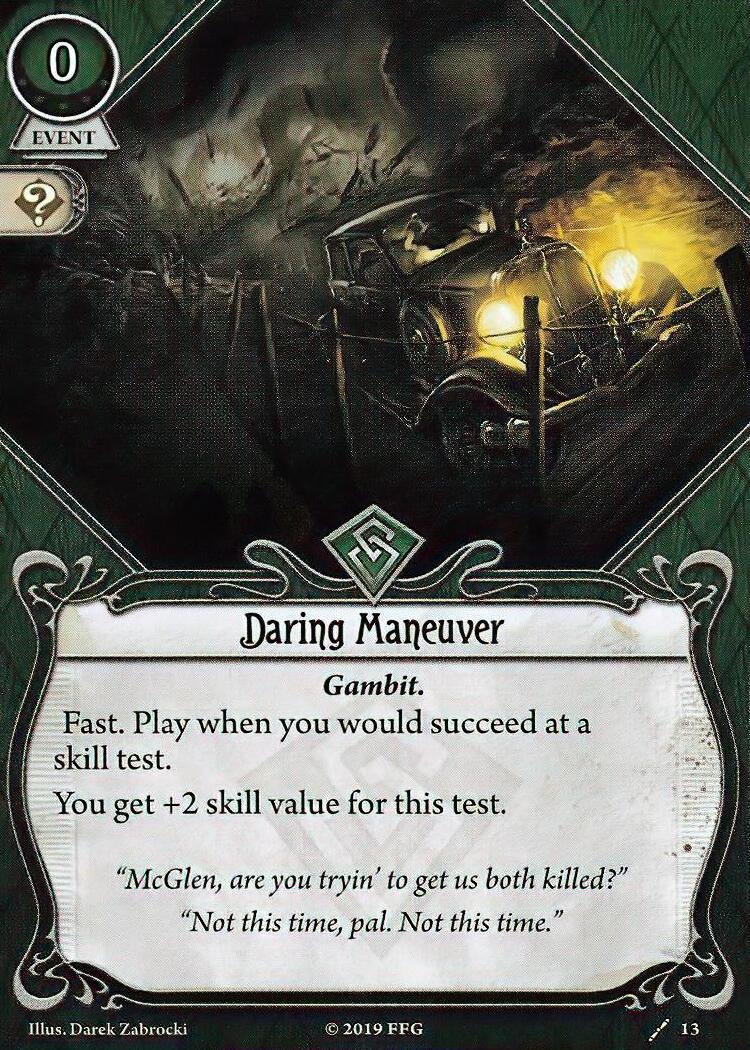 0
EVENT
?
Daring Maneuver
Gambit.
Fast. Play when you would succeed at a
skill test.
You get +2 skill value for this test.
“McGlen, are you tryin’ to get us both killed?”
“Not this time, pal. Not this time.”
Illus. Darek Zabrocki © 2019 FFG 13